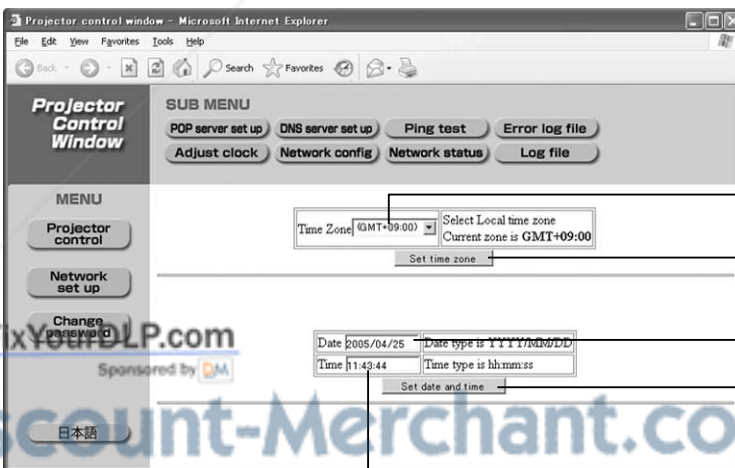 Projector control window - Microsoft Internet Explorer
File Edit View Favorites Tools Help
Back Search Favorites
Projector
Control
Window
SUB MENU
POP server set up DNS server set up Ping test Error log file
Adjust clock Network config Network status Log file
MENU
Projector
control
Network
set up
Change
password
日本語
Time Zone (GMT+09:00) Select Local time zone
Current zone is GMT+09:00
Set time zone
Date 2005/04/25 Date type is YYYY/MM/DD
Time 11:43:44 Time type is hh:mm:ss
Set date and time
ixYourDLP.com
Sponsored by DM
scount-Merchant.co